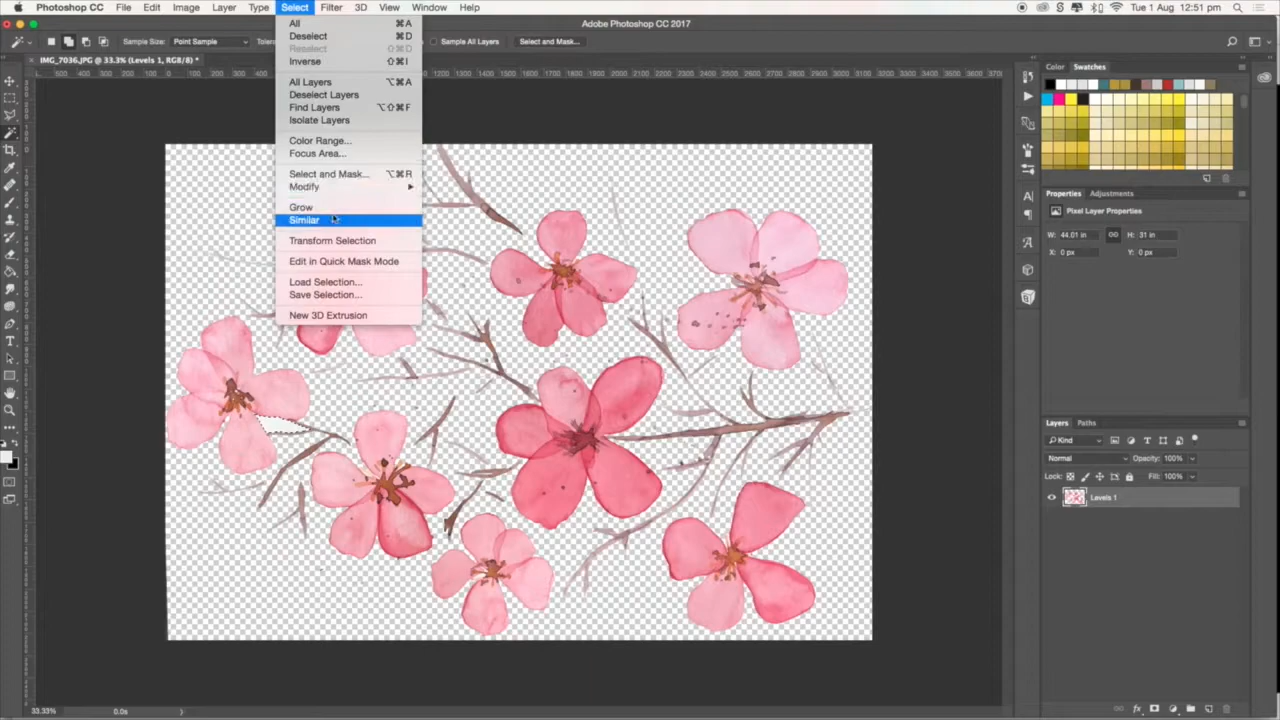 Photoshop CC File Edit Image Layer Type Select Filter 3D View Window Help Tue 1 Aug 12:51 pm
Adobe Photoshop CC 2017
Sample Size: Point Sample Sample All Layers Select and Mask...
IMG_7036.JPG @ 33.3% (Levels 1, RGB/8) *
All ⌘A
Deselect ⌘D
Reselect ⇧⌘D
Inverse ⇧⌘I
All Layers ⌥⌘A
Deselect Layers
Find Layers ⌥⇧⌘F
Isolate Layers
Color Range...
Focus Area...
Select and Mask... ⌥⌘R
Modify
Grow
Similar
Transform Selection
Edit in Quick Mask Mode
Load Selection...
Save Selection...
New 3D Extrusion
Color Swatches
Properties Adjustments
Pixel Layer Properties
W: 44.01 in H: 31 in
X: 0 px Y: 0 px
Layers Paths
Kind
Normal Opacity: 100%
Lock: Fill: 100%
Levels 1
33.33% 0.0s